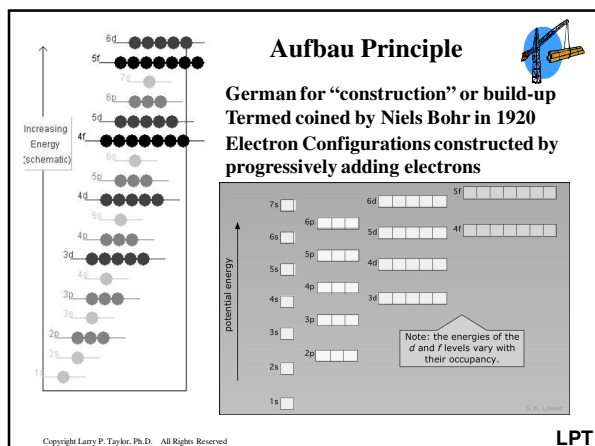 Aufbau Principle
German for “construction” or build-up
Termed coined by Niels Bohr in 1920
Electron Configurations constructed by
progressively adding electrons
Increasing
Energy
(schematic)
6d
5f
7s
6p
5d
4f
6s
5p
4d
5s
4p
3d
4s
3p
3s
2p
2s
1s
potential energy
7s
6s
5s
4s
3s
2s
1s
6p
5p
4p
3p
2p
6d
5d
4d
3d
5f
4f
Note: the energies of the
d and f levels vary with
their occupancy.
S.K. Lower
Copyright Larry P. Taylor, Ph.D. All Rights Reserved
LPT